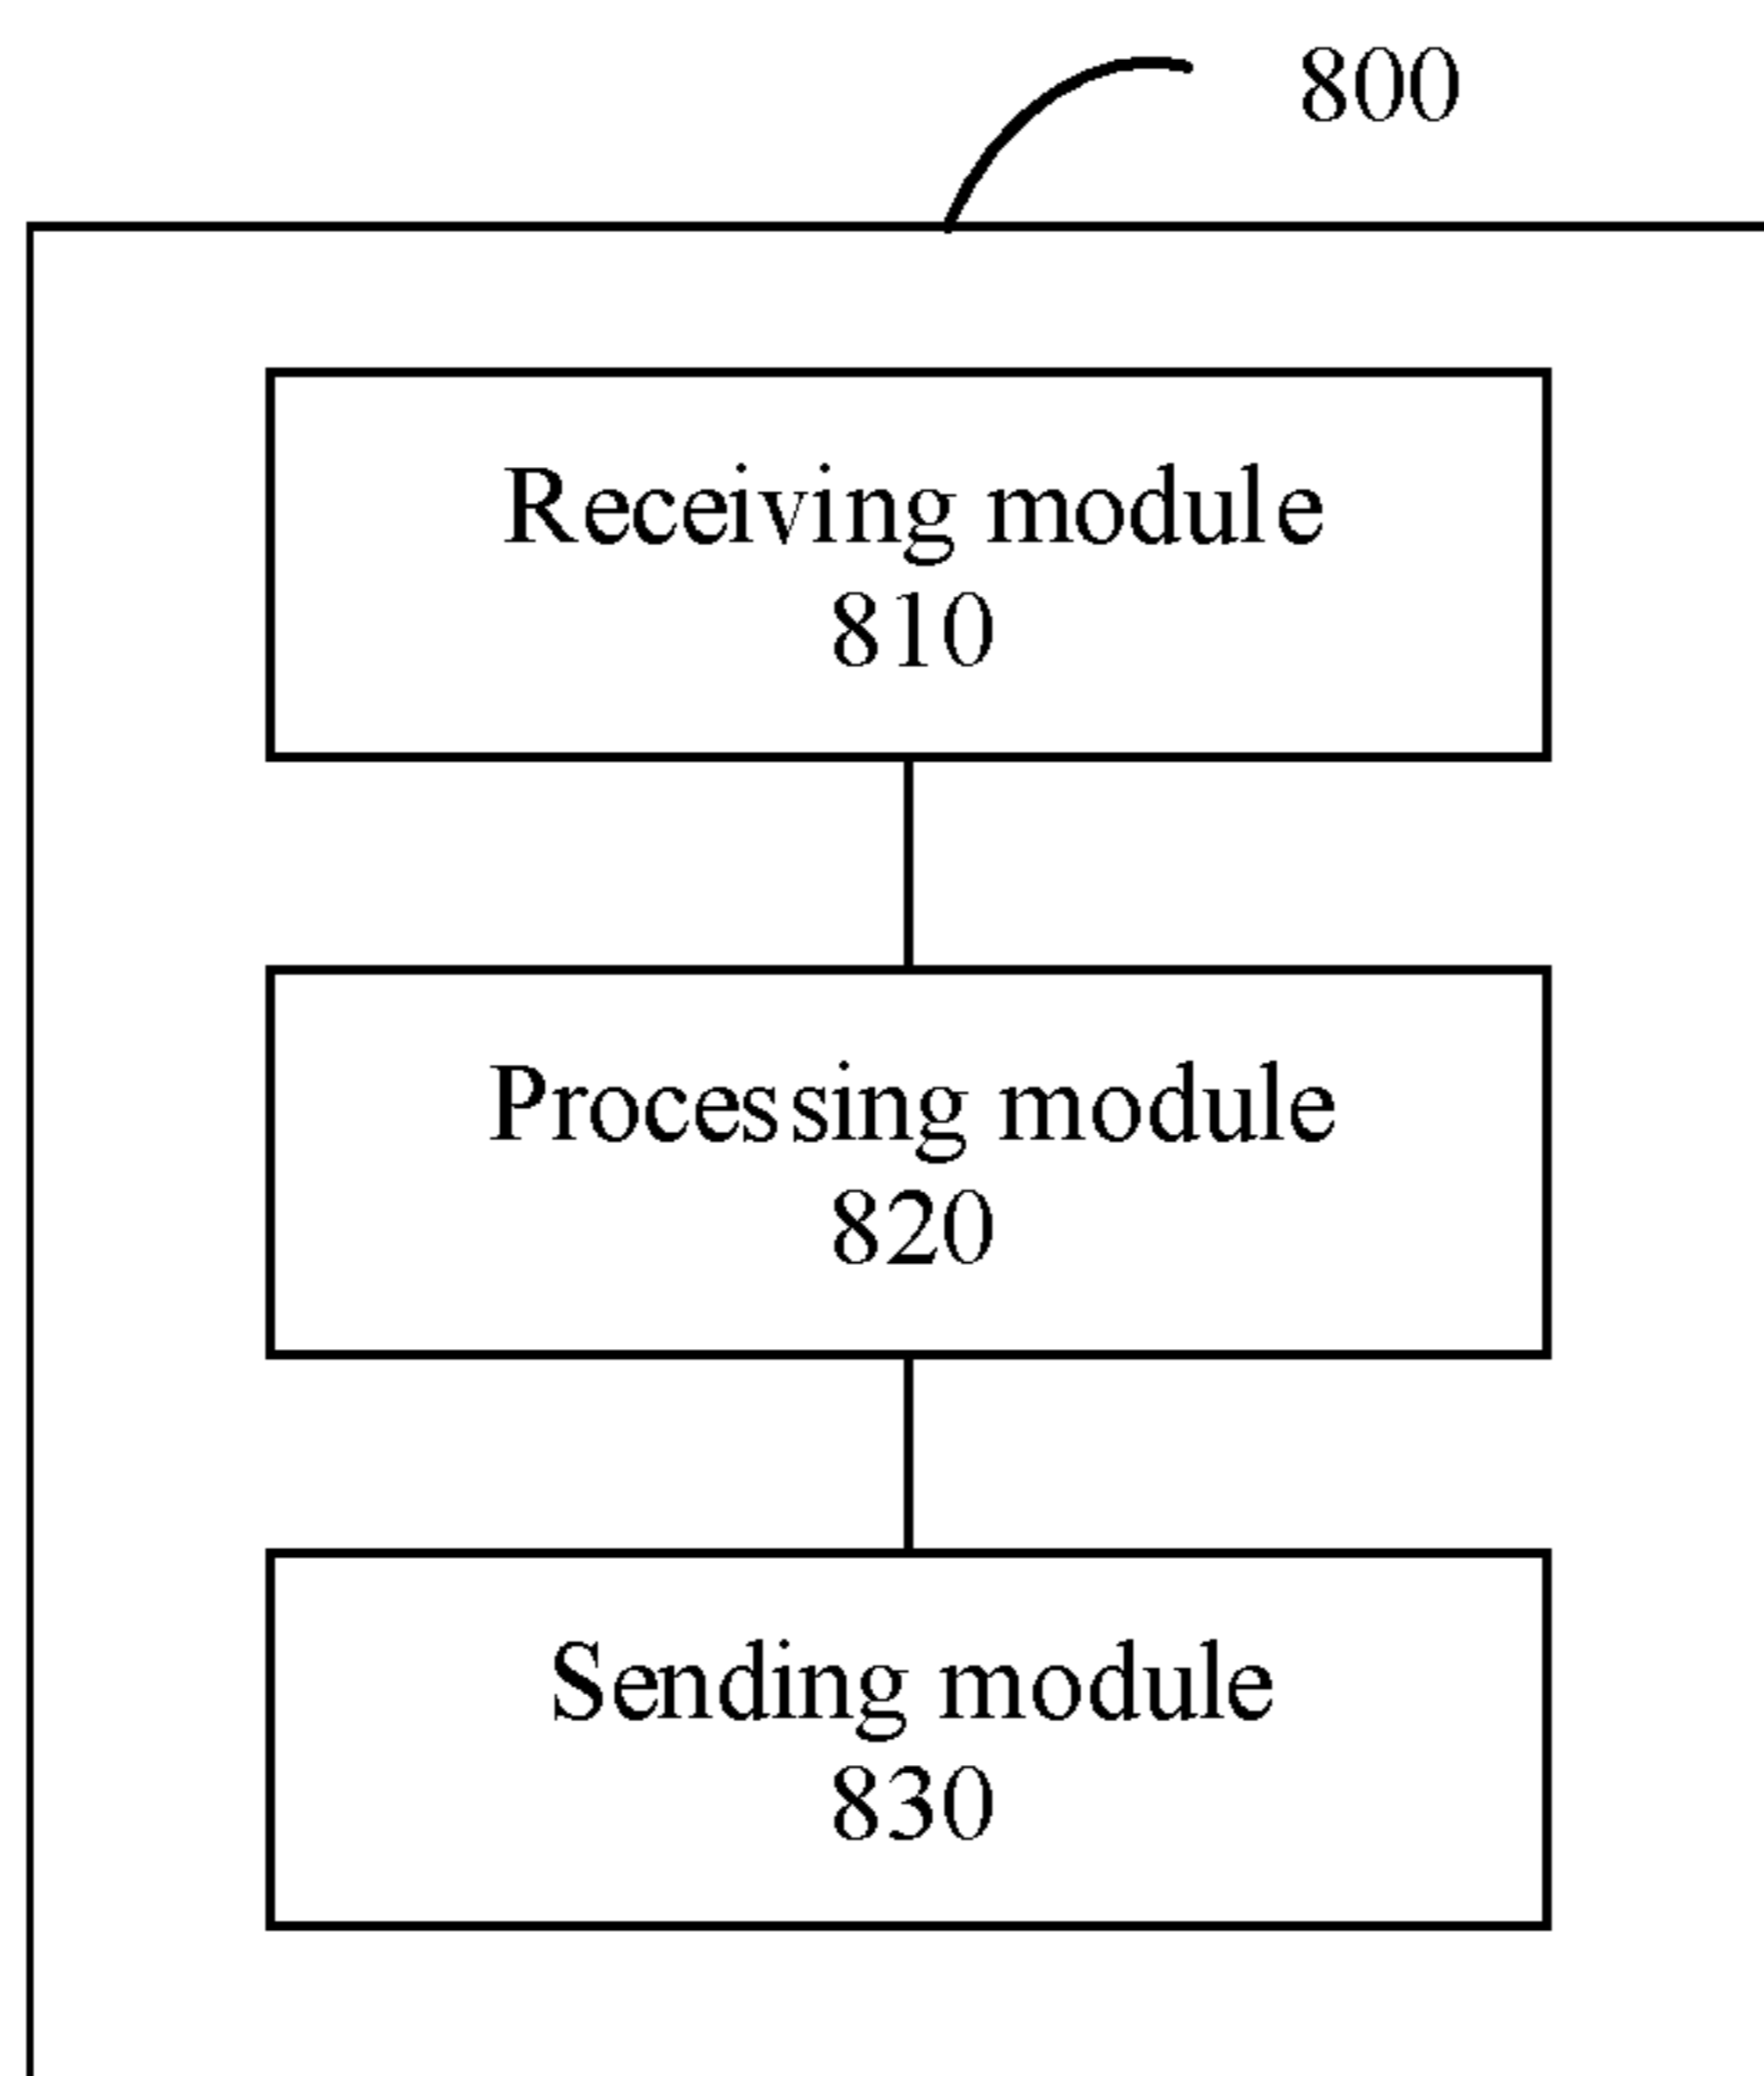 800
Receiving module
810
Processing module
820
Sending module
830